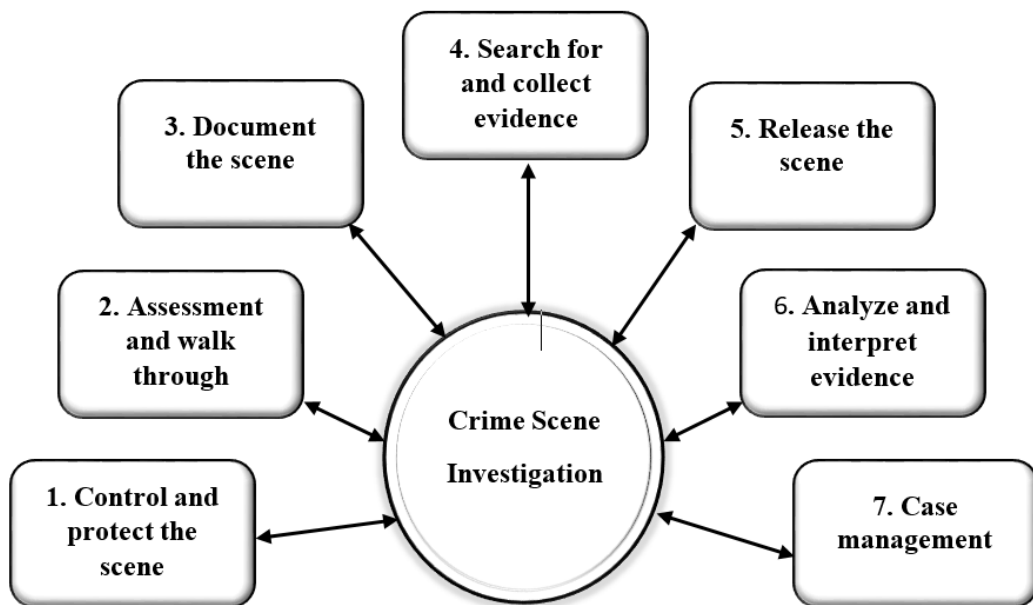 1. Control and
protect the
scene
2. Assessment
and walk
through
3. Document
the scene
4. Search for
and collect
evidence
5. Release the
scene
6. Analyze and
interpret
evidence
7. Case
management
Crime Scene
Investigation